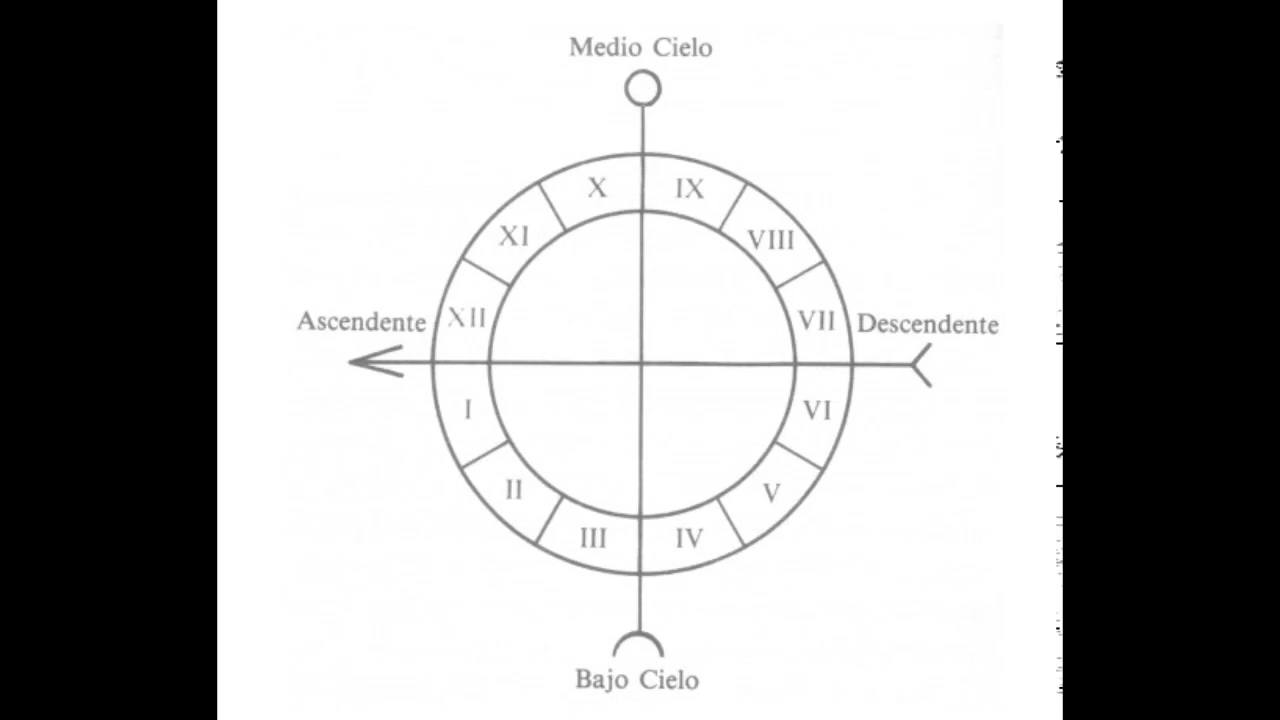 Medio Cielo
X IX
XI VIII
XII VII
Ascendente Descendente
I VI
II V
III IV
Bajo Cielo